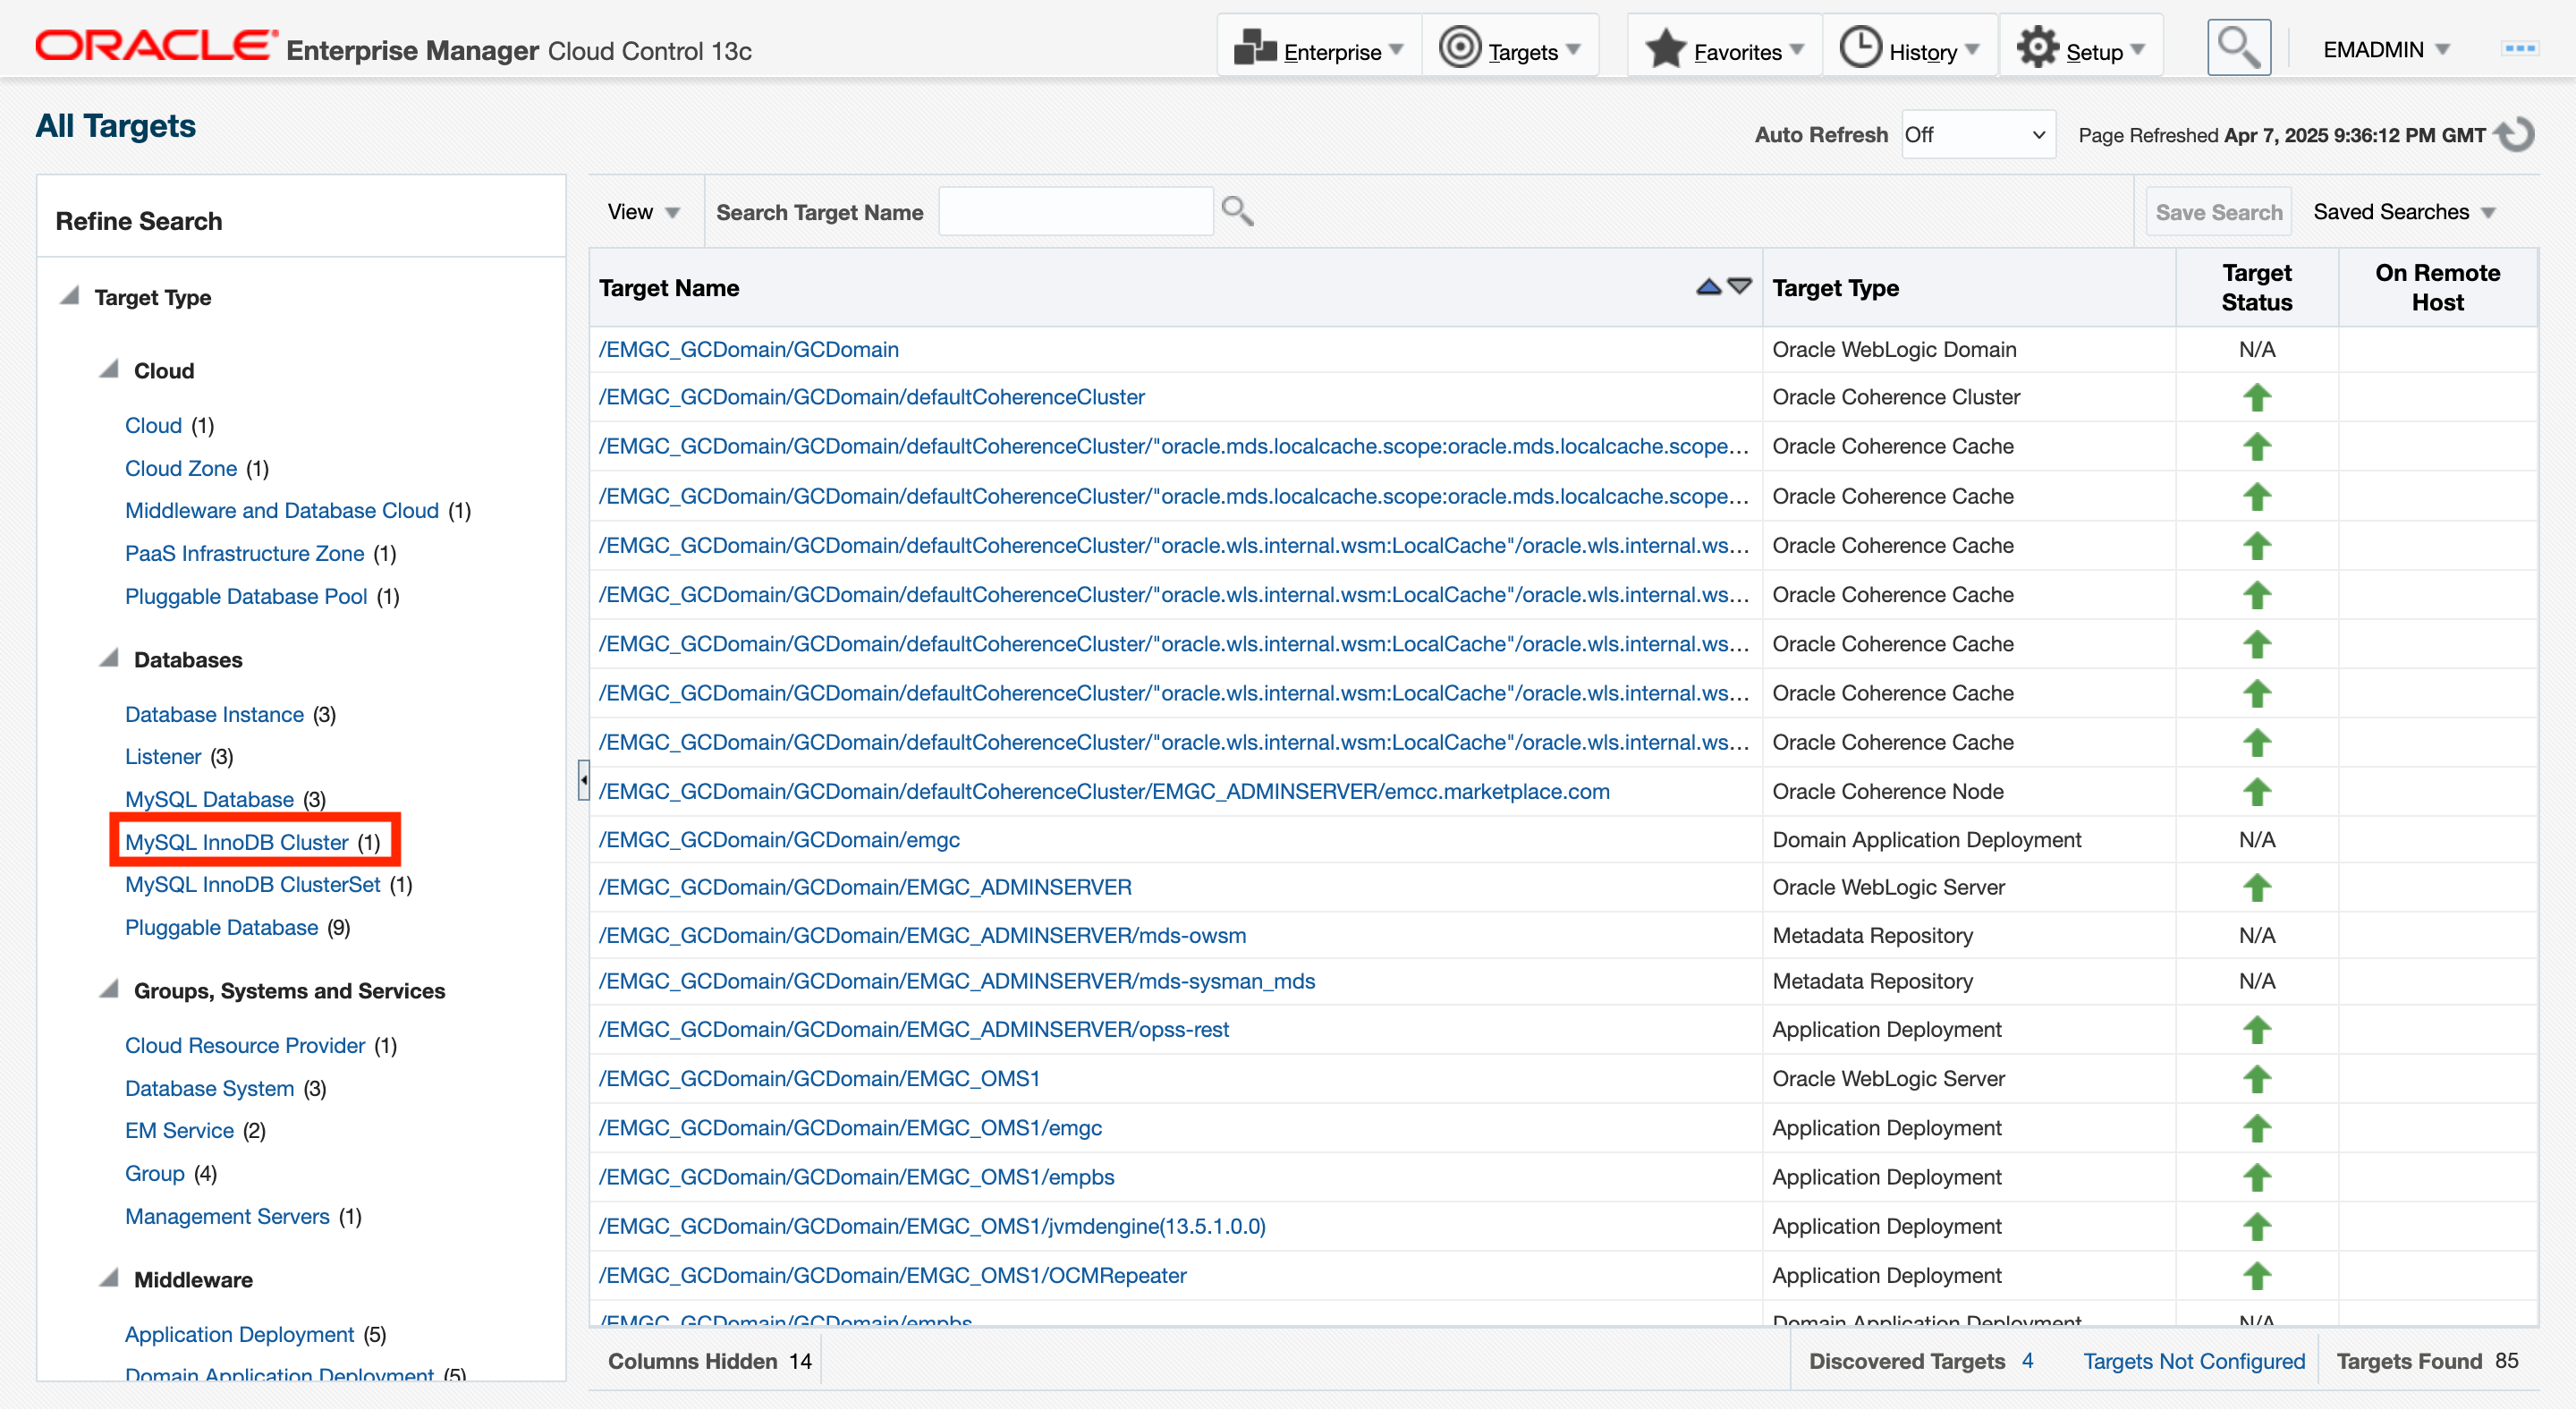 ORACLE Enterprise Manager Cloud Control 13c
Enterprise Targets Favorites History Setup EMADMIN
All Targets
Auto Refresh Off Page Refreshed Apr 7, 2025 9:36:12 PM GMT
Refine Search
Target Type
Cloud
Cloud (1)
Cloud Zone (1)
Middleware and Database Cloud (1)
PaaS Infrastructure Zone (1)
Pluggable Database Pool (1)
Databases
Database Instance (3)
Listener (3)
MySQL Database (3)
MySQL InnoDB Cluster (1)
MySQL InnoDB ClusterSet (1)
Pluggable Database (9)
Groups, Systems and Services
Cloud Resource Provider (1)
Database System (3)
EM Service (2)
Group (4)
Management Servers (1)
Middleware
Application Deployment (5)
Domain Application Deployment (5)
View Search Target Name Save Search Saved Searches
Target Name Target Type Target Status On Remote Host
/EMGC_GCDomain/GCDomain Oracle WebLogic Domain N/A
/EMGC_GCDomain/GCDomain/defaultCoherenceCluster Oracle Coherence Cluster
/EMGC_GCDomain/GCDomain/defaultCoherenceCluster/"oracle.mds.localcache.scope:oracle.mds.localcache.scope... Oracle Coherence Cache
/EMGC_GCDomain/GCDomain/defaultCoherenceCluster/"oracle.mds.localcache.scope:oracle.mds.localcache.scope... Oracle Coherence Cache
/EMGC_GCDomain/GCDomain/defaultCoherenceCluster/"oracle.wls.internal.wsm:LocalCache"/oracle.wls.internal.ws... Oracle Coherence Cache
/EMGC_GCDomain/GCDomain/defaultCoherenceCluster/"oracle.wls.internal.wsm:LocalCache"/oracle.wls.internal.ws... Oracle Coherence Cache
/EMGC_GCDomain/GCDomain/defaultCoherenceCluster/"oracle.wls.internal.wsm:LocalCache"/oracle.wls.internal.ws... Oracle Coherence Cache
/EMGC_GCDomain/GCDomain/defaultCoherenceCluster/"oracle.wls.internal.wsm:LocalCache"/oracle.wls.internal.ws... Oracle Coherence Cache
/EMGC_GCDomain/GCDomain/defaultCoherenceCluster/"oracle.wls.internal.wsm:LocalCache"/oracle.wls.internal.ws... Oracle Coherence Cache
/EMGC_GCDomain/GCDomain/defaultCoherenceCluster/EMGC_ADMINSERVER/emcc.marketplace.com Oracle Coherence Node
/EMGC_GCDomain/GCDomain/emgc Domain Application Deployment N/A
/EMGC_GCDomain/GCDomain/EMGC_ADMINSERVER Oracle WebLogic Server
/EMGC_GCDomain/GCDomain/EMGC_ADMINSERVER/mds-owsm Metadata Repository N/A
/EMGC_GCDomain/GCDomain/EMGC_ADMINSERVER/mds-sysman_mds Metadata Repository N/A
/EMGC_GCDomain/GCDomain/EMGC_ADMINSERVER/opss-rest Application Deployment
/EMGC_GCDomain/GCDomain/EMGC_OMS1 Oracle WebLogic Server
/EMGC_GCDomain/GCDomain/EMGC_OMS1/emgc Application Deployment
/EMGC_GCDomain/GCDomain/EMGC_OMS1/empbs Application Deployment
/EMGC_GCDomain/GCDomain/EMGC_OMS1/jvmdengine(13.5.1.0.0) Application Deployment
/EMGC_GCDomain/GCDomain/EMGC_OMS1/OCMRepeater Application Deployment
/EMGC_GCDomain/GCDomain/empbs Domain Application Deployment N/A
Columns Hidden 14 Discovered Targets 4 Targets Not Configured Targets Found 85